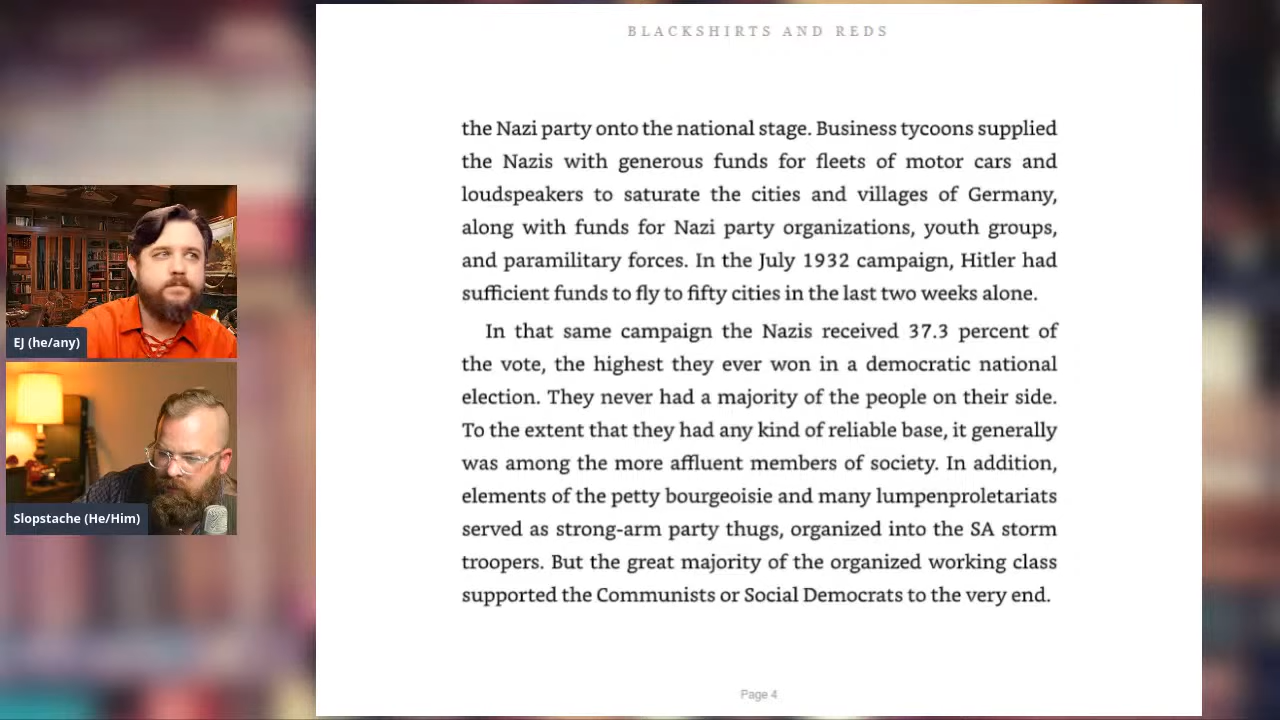 BLACKSHIRTS AND REDS
the Nazi party onto the national stage. Business tycoons supplied
the Nazis with generous funds for fleets of motor cars and
loudspeakers to saturate the cities and villages of Germany,
along with funds for Nazi party organizations, youth groups,
and paramilitary forces. In the July 1932 campaign, Hitler had
sufficient funds to fly to fifty cities in the last two weeks alone.
In that same campaign the Nazis received 37.3 percent of
the vote, the highest they ever won in a democratic national
election. They never had a majority of the people on their side.
To the extent that they had any kind of reliable base, it generally
was among the more affluent members of society. In addition,
elements of the petty bourgeoisie and many lumpenproletariats
served as strong-arm party thugs, organized into the SA storm
troopers. But the great majority of the organized working class
supported the Communists or Social Democrats to the very end.
Page 4
EJ (he/any)
Slopstache (He/Him)